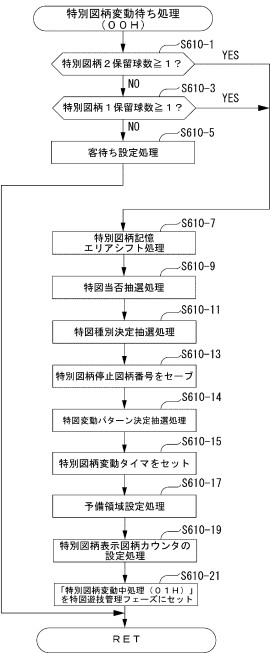 特別図柄変動待ち処理
(００Ｈ)
S610-1
特別図柄２保留球数≧１？
YES
NO
S610-3
特別図柄１保留球数≧１？
YES
NO
S610-5
客待ち設定処理
S610-7
特別図柄記憶
エリアシフト処理
S610-9
特図当否抽選処理
S610-11
特図種別決定抽選処理
S610-13
特別図柄停止図柄番号をセーブ
S610-14
特図変動パターン決定抽選処理
S610-15
特別図柄変動タイマをセット
S610-17
予備領域設定処理
S610-19
特別図柄表示図柄カウンタの
設定処理
S610-21
「特別図柄変動中処理（０１Ｈ）」
を特図遊技管理フェーズにセット
ＲＥＴ